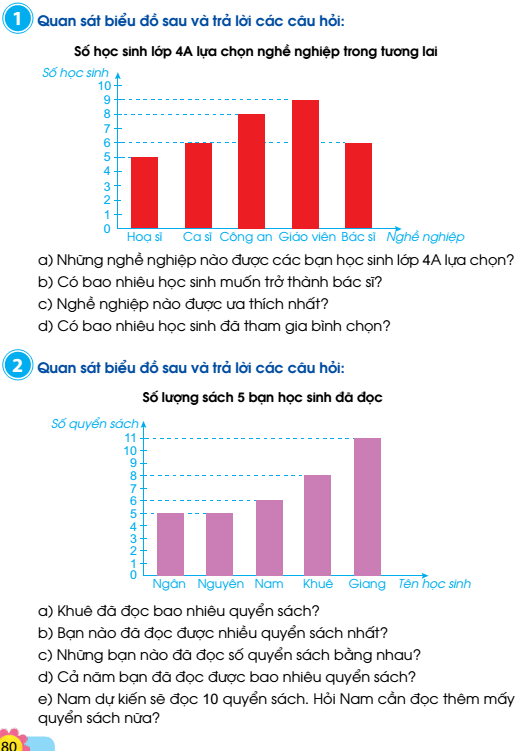 1 Quan sát biểu đồ sau và trả lời các câu hỏi:
Số học sinh lớp 4A lựa chọn nghề nghiệp trong tương lai
Số học sinh
10
9
8
7
6
5
4
3
2
1
0
Hoạ sĩ Ca sĩ Công an Giáo viên Bác sĩ Nghề nghiệp
a) Những nghề nghiệp nào được các bạn học sinh lớp 4A lựa chọn?
b) Có bao nhiêu học sinh muốn trở thành bác sĩ?
c) Nghề nghiệp nào được ưa thích nhất?
d) Có bao nhiêu học sinh đã tham gia bình chọn?
2 Quan sát biểu đồ sau và trả lời các câu hỏi:
Số lượng sách 5 bạn học sinh đã đọc
Số quyển sách
11
10
9
8
7
6
5
4
3
2
1
0
Ngân Nguyên Nam Khuê Giang Tên học sinh
a) Khuê đã đọc bao nhiêu quyển sách?
b) Bạn nào đã đọc được nhiều quyển sách nhất?
c) Những bạn nào đã đọc số quyển sách bằng nhau?
d) Cả năm bạn đã đọc được bao nhiêu quyển sách?
e) Nam dự kiến sẽ đọc 10 quyển sách. Hỏi Nam cần đọc thêm mấy
quyển sách nữa?
80